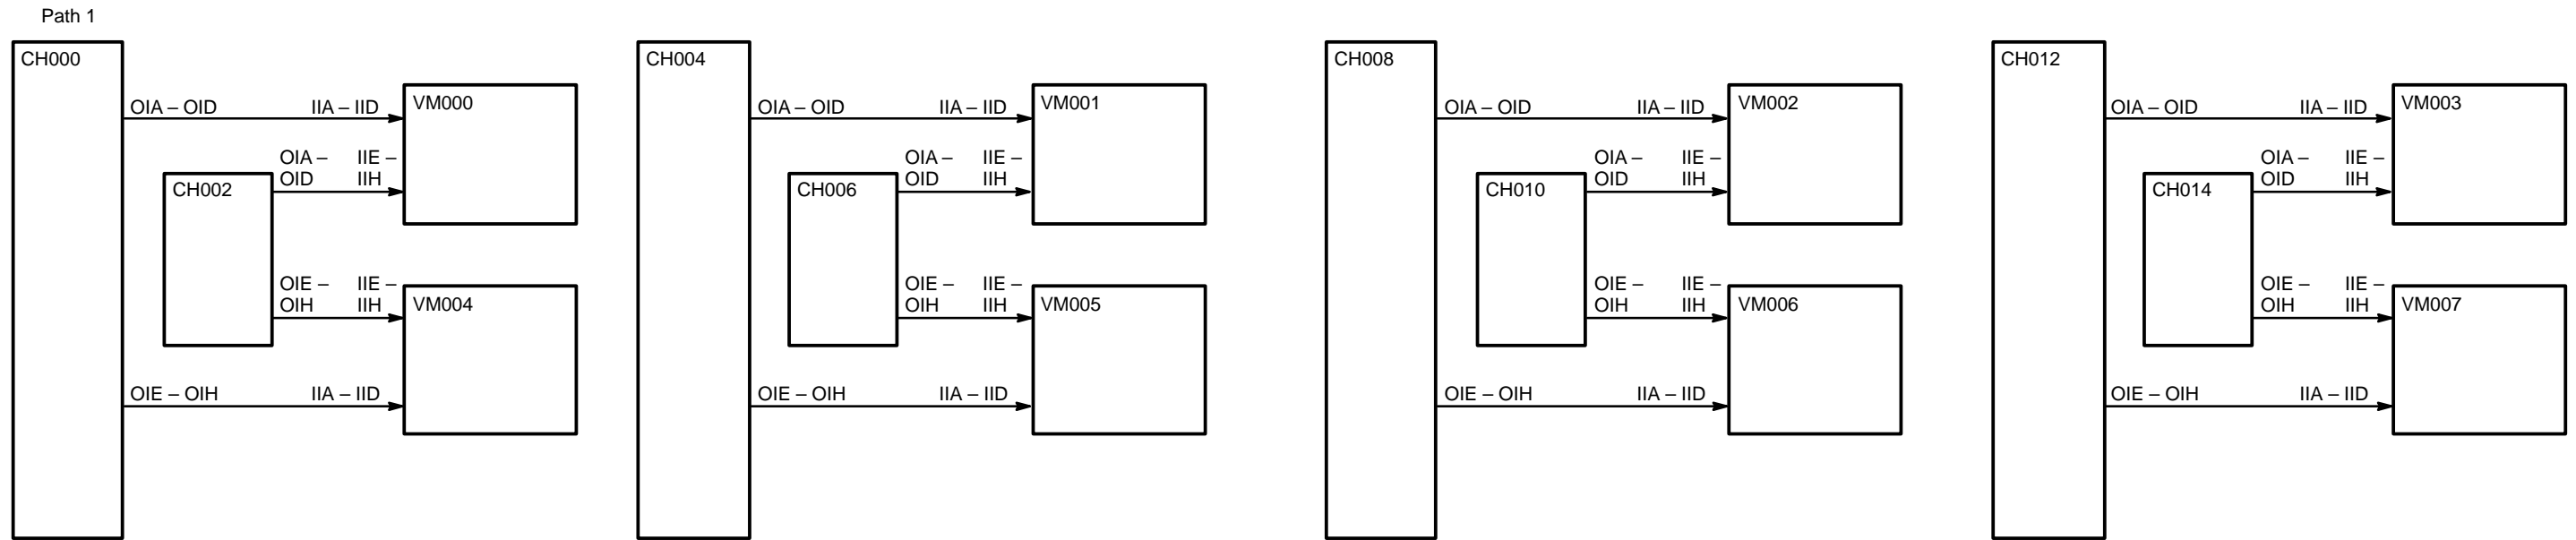 Path 1
CH000
OIA – OID IIA – IID
VM000
CH002
OIA – IIE –
OID IIH
OIE – IIE –
OIH IIH
VM004
OIE – OIH IIA – IID
CH004
OIA – OID IIA – IID
VM001
CH006
OIA – IIE –
OID IIH
OIE – IIE –
OIH IIH
VM005
OIE – OIH IIA – IID
CH008
OIA – OID IIA – IID
VM002
CH010
OIA – IIE –
OID IIH
OIE – IIE –
OIH IIH
VM006
OIE – OIH IIA – IID
CH012
OIA – OID IIA – IID
VM003
CH014
OIA – IIE –
OID IIH
OIE – IIE –
OIH IIH
VM007
OIE – OIH IIA – IID